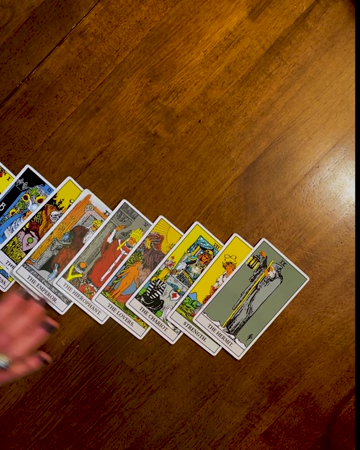 B
THE EMPEROR.
THE HIEROPHANT.
THE LOVERS.
THE CHARIOT.
STRENGTH.
THE HERMIT.